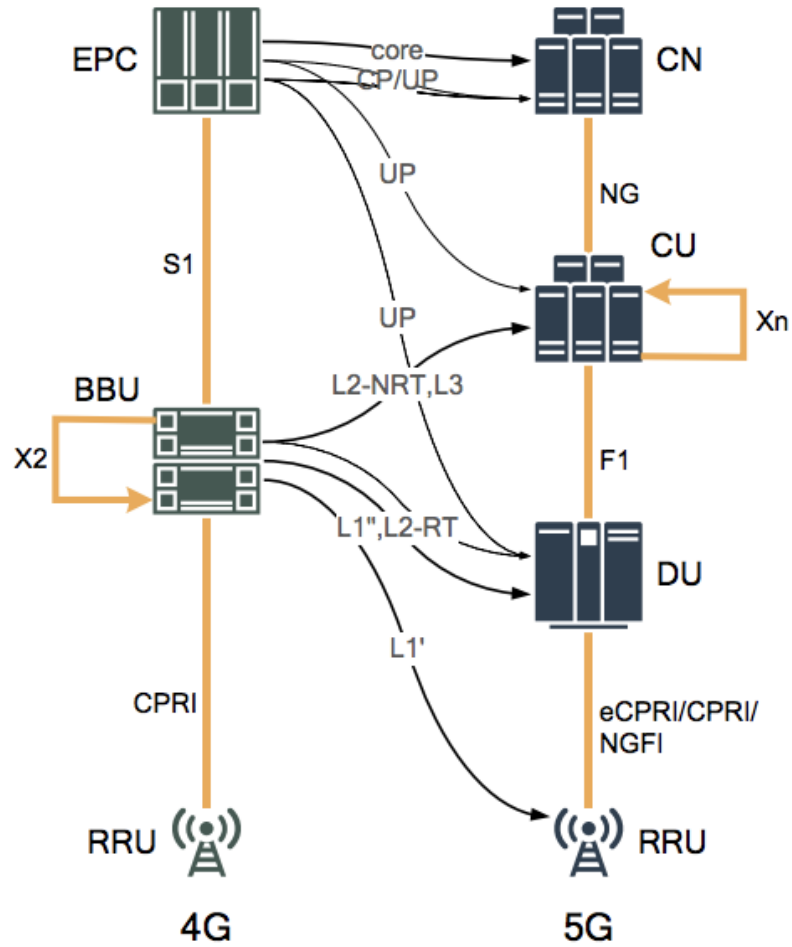 EPC
core
CN
CP/UP
UP
NG
CU
S1
UP
Xn
BBU
L2-NRT,L3
X2
F1
L1",L2-RT
DU
L1'
CPRI
eCPRI/CPRI/
NGFI
RRU
RRU
4G
5G